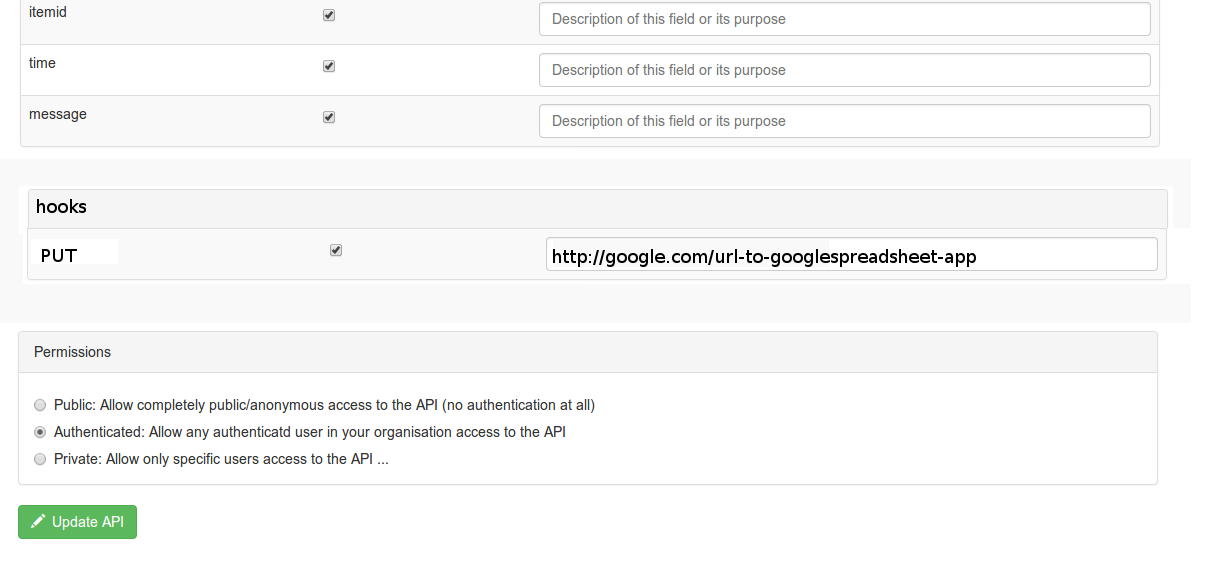 itemid
Description of this field or its purpose
time
Description of this field or its purpose
message
Description of this field or its purpose
hooks
PUT
http://google.com/url-to-googlespreadsheet-app
Permissions
Public: Allow completely public/anonymous access to the API (no authentication at all)
Authenticated: Allow any authenticatd user in your organisation access to the API
Private: Allow only specific users access to the API ...
Update API